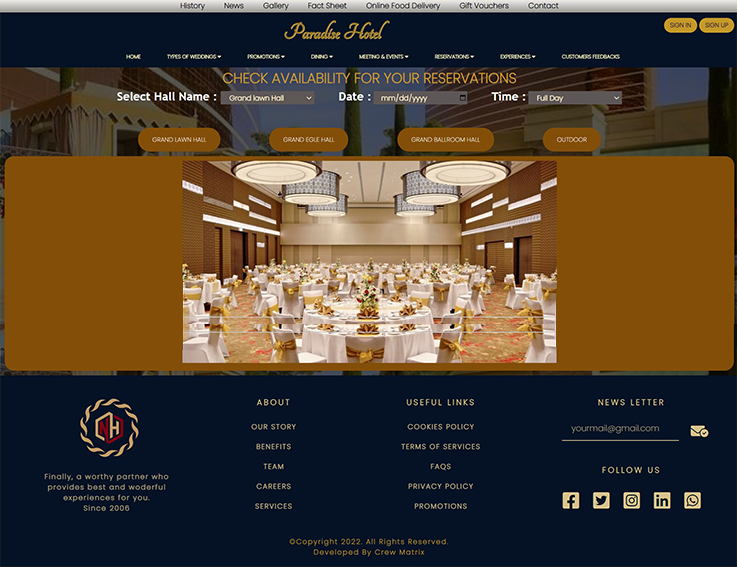 History News Gallery Fact Sheet Online Food Delivery Gift Vouchers Contact
Paradise Hotel
SIGN IN SIGN UP
HOME TYPES OF WEDDINGS PROMOTIONS DINING MEETING & EVENTS RESERVATIONS EXPERIENCES CUSTOMERS FEEDBACKS
CHECK AVAILABILITY FOR YOUR RESERVATIONS
Select Hall Name : Grand lawn Hall Date : mm/dd/yyyy Time : Full Day
GRAND LAWN HALL GRAND EGLE HALL GRAND BALLROOM HALL OUTDOOR
NH
Finally, a worthy partner who
provides best and woderful
experiences for you.
Since 2006
ABOUT
OUR STORY
BENEFITS
TEAM
CAREERS
SERVICES
USEFUL LINKS
COOKIES POLICY
TERMS OF SERVICES
FAQS
PRIVACY POLICY
PROMOTIONS
NEWS LETTER
yourmail@gmail.com
FOLLOW US
©Copyright 2022. All Rights Reserved.
Developed By Crew Matrix